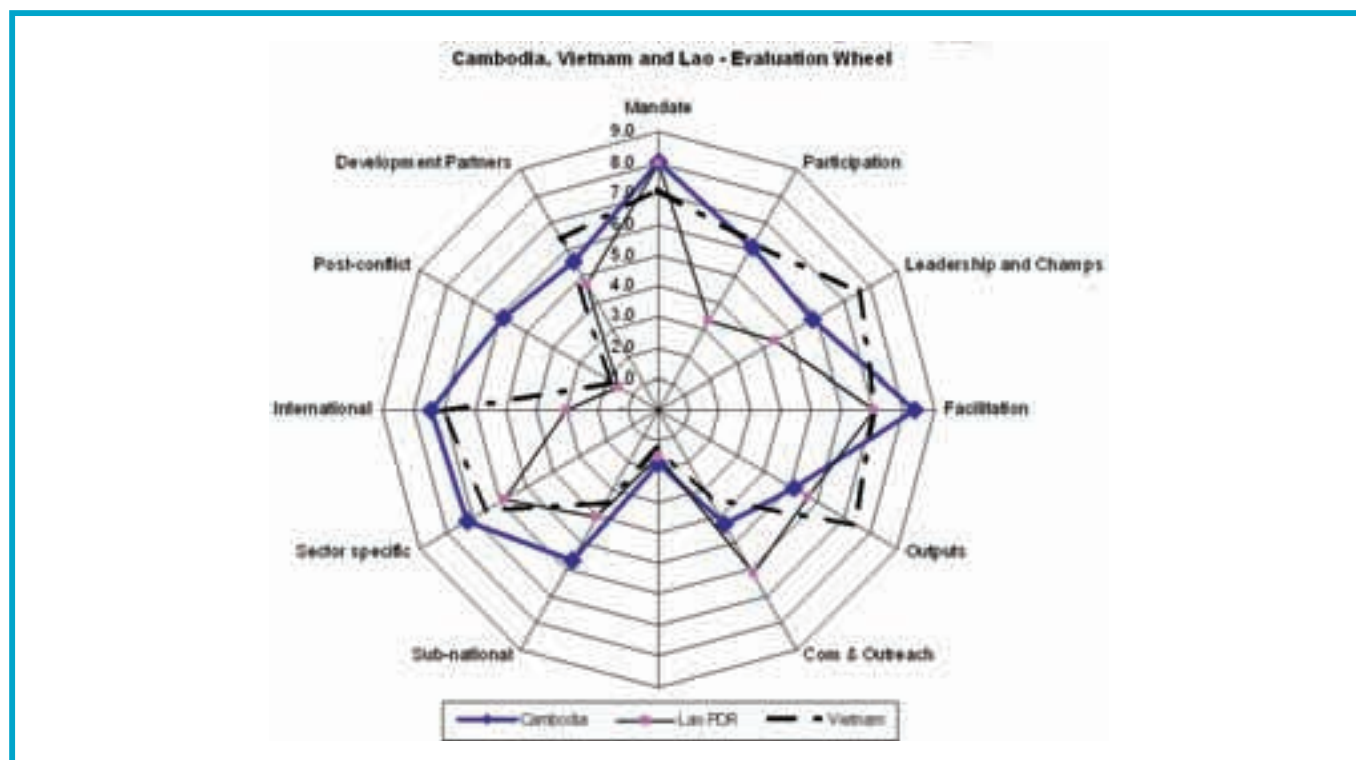 Cambodia, Vietnam and Lao - Evaluation Wheel
Mandate
9.0
8.0
7.0
6.0
5.0
4.0
3.0
2.0
1.0
-
Participation
Leadership and Champs
Facilitation
Outputs
Com & Outreach
Sub-national
Sector specific
International
Post-conflict
Development Partners
Cambodia
Lao PDR
Vietnam